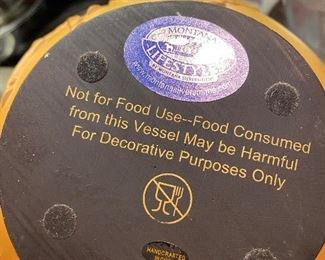 MONTANA
LIFESTYLES
Not for Food Use--Food Consumed
from this Vessel May be Harmful
For Decorative Purposes Only
HANDCRAFTED